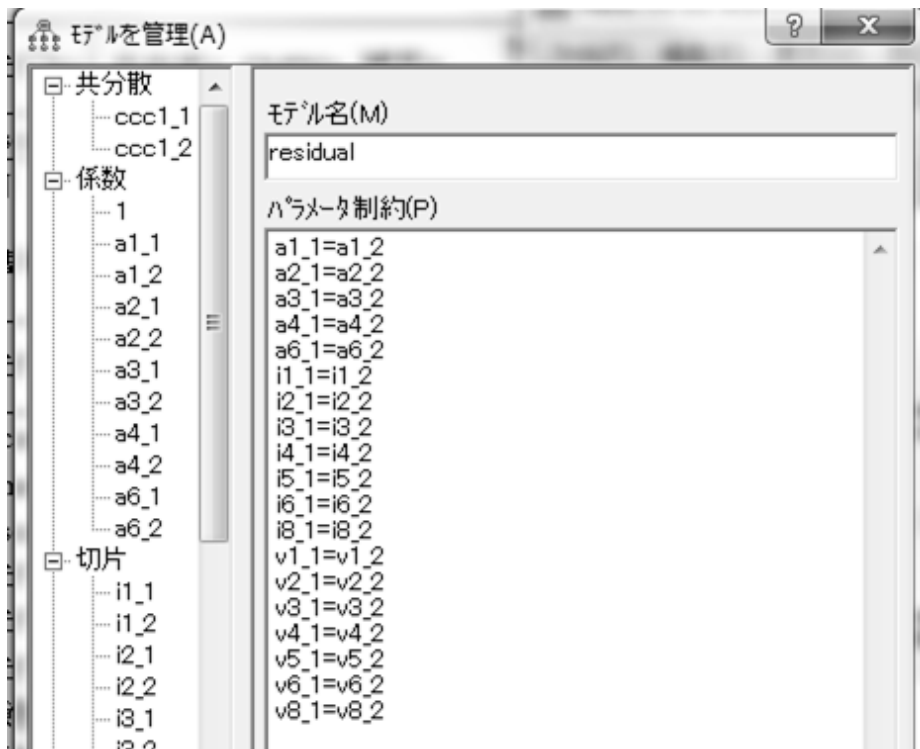 モデルを管理(A)
?
X
共分散
ccc1_1
ccc1_2
係数
1
a1_1
a1_2
a2_1
a2_2
a3_1
a3_2
a4_1
a4_2
a6_1
a6_2
切片
i1_1
i1_2
i2_1
i2_2
i3_1
モデル名(M)
residual
パラメータ制約(P)
a1_1=a1_2
a2_1=a2_2
a3_1=a3_2
a4_1=a4_2
a6_1=a6_2
i1_1=i1_2
i2_1=i2_2
i3_1=i3_2
i4_1=i4_2
i5_1=i5_2
i6_1=i6_2
i8_1=i8_2
v1_1=v1_2
v2_1=v2_2
v3_1=v3_2
v4_1=v4_2
v5_1=v5_2
v6_1=v6_2
v8_1=v8_2